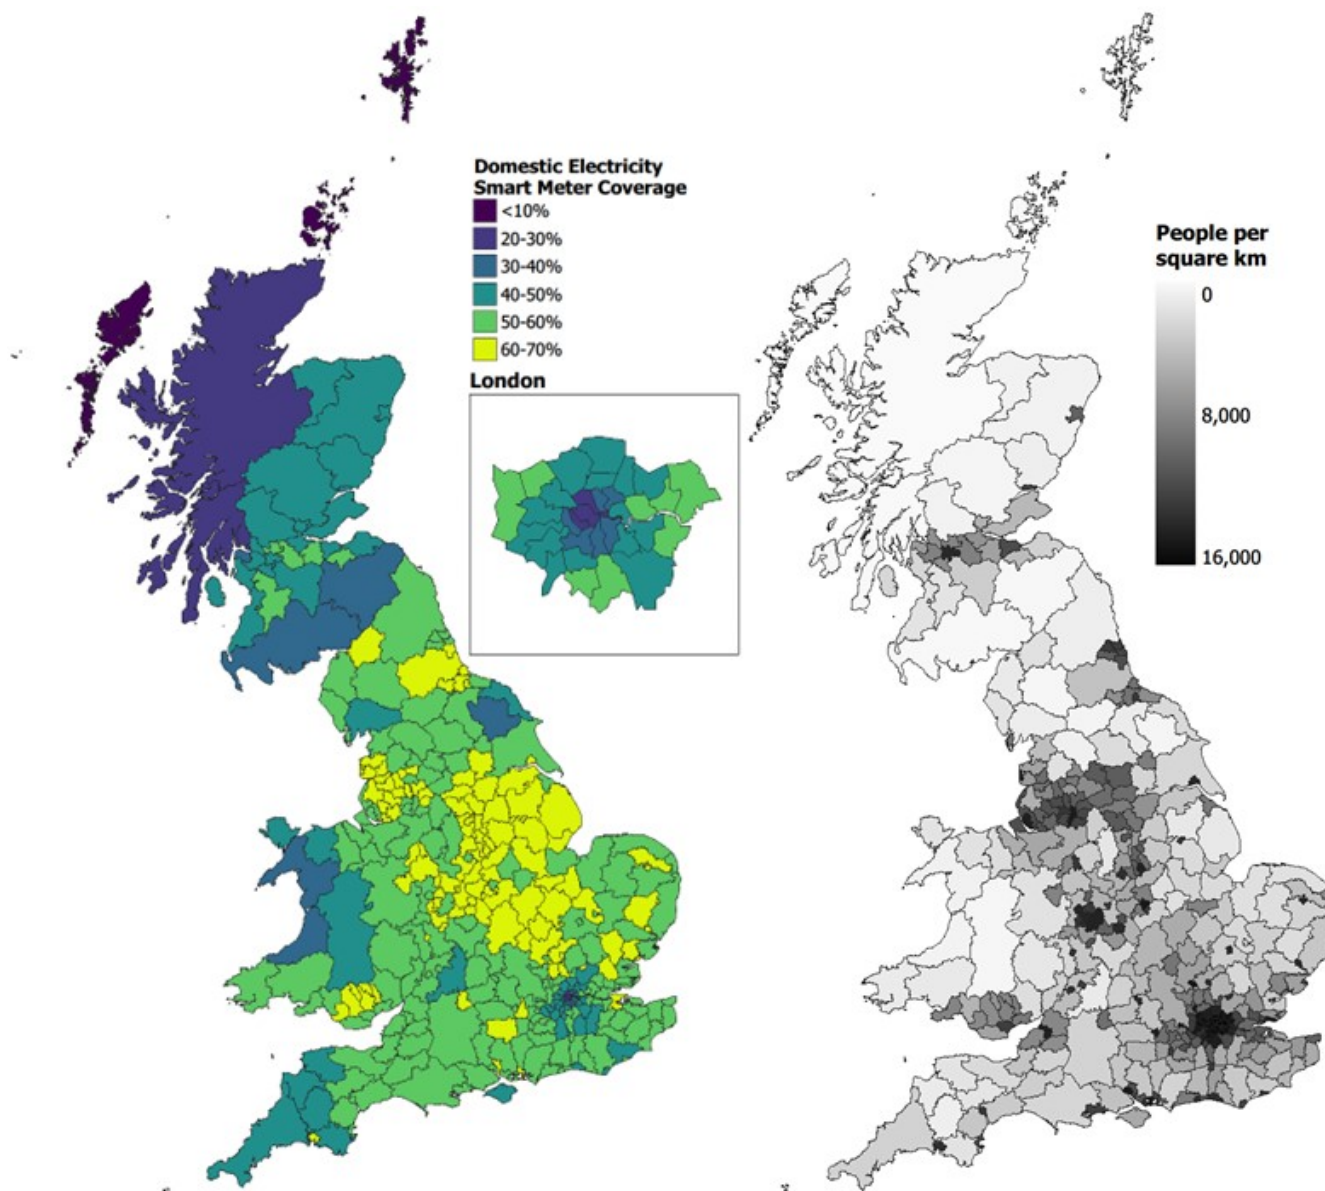 Domestic Electricity
Smart Meter Coverage
<10%
20-30%
30-40%
40-50%
50-60%
60-70%
London
People per
square km
0
8,000
16,000